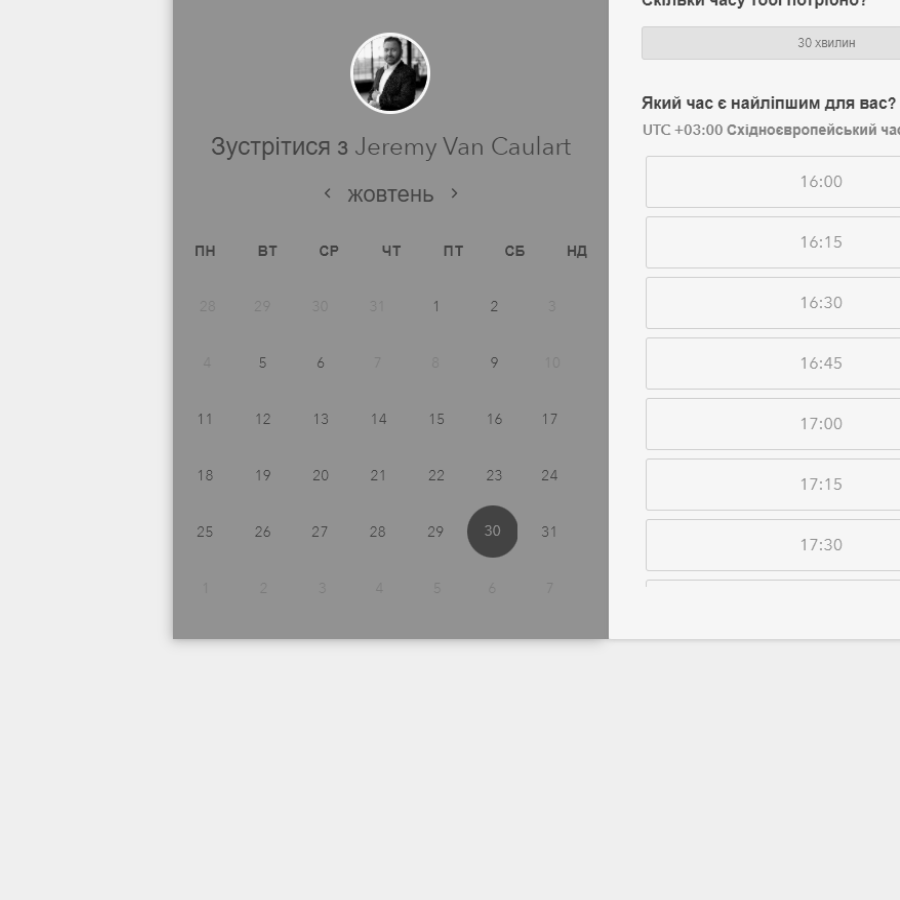 Скільки часу тобі потрібно?
30 хвилин
Який час є найліпшим для вас?
UTC +03:00 Східноєвропейський
16:00
16:15
16:30
16:45
17:00
17:15
17:30
Зустрітися з Jeremy Van Caulart
жовтень
ПН ВТ СР ЧТ ПТ СБ НД
28 29 30 31 1 2 3
4 5 6 7 8 9 10
11 12 13 14 15 16 17
18 19 20 21 22 23 24
25 26 27 28 29 30 31
1 2 3 4 5 6 7